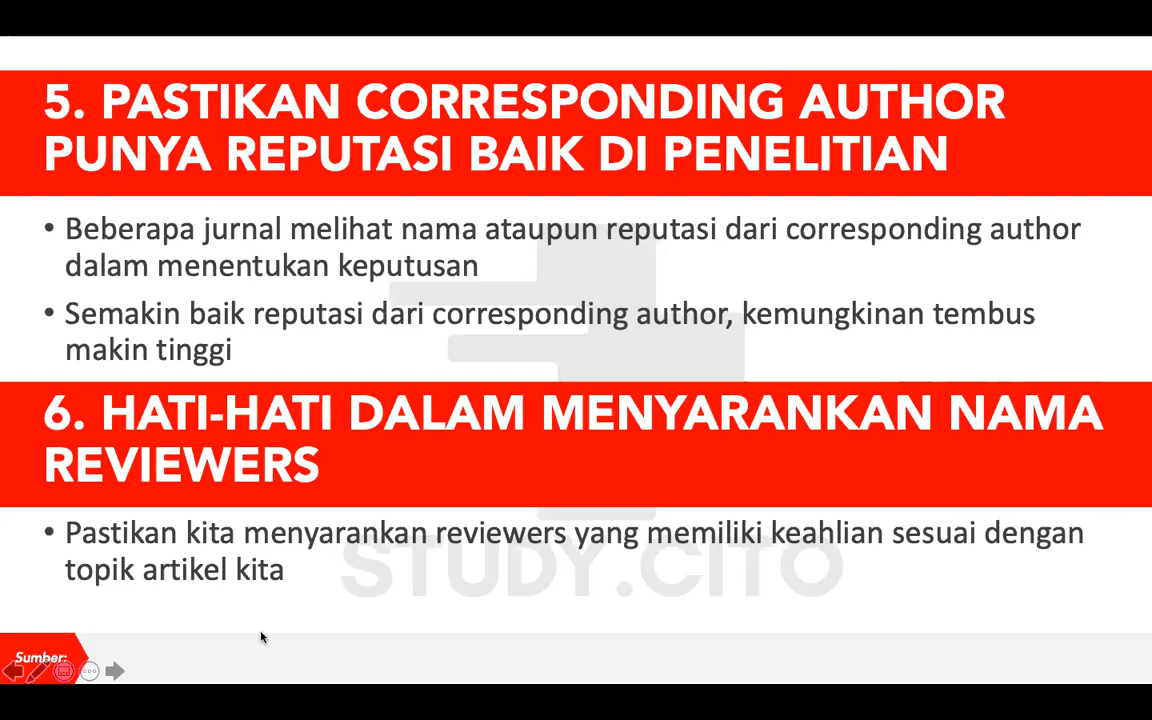 5. PASTIKAN CORRESPONDING AUTHOR
PUNYA REPUTASI BAIK DI PENELITIAN
• Beberapa jurnal melihat nama ataupun reputasi dari corresponding author
dalam menentukan keputusan
• Semakin baik reputasi dari corresponding author, kemungkinan tembus
makin tinggi
6. HATI-HATI DALAM MENYARANKAN NAMA
REVIEWERS
• Pastikan kita menyarankan reviewers yang memiliki keahlian sesuai dengan
topik artikel kita
STUDY.CITO
Sumber: